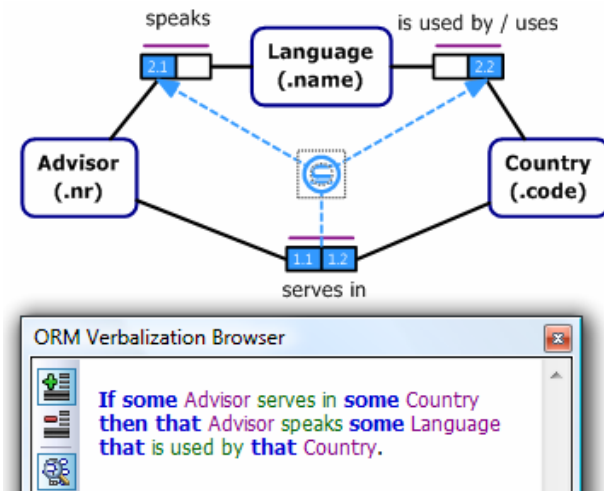 speaks
is used by / uses
2.1
Language
(.name)
2.2
Advisor
(.nr)
Country
(.code)
1.1 1.2
serves in
ORM Verbalization Browser
If some Advisor serves in some Country
then that Advisor speaks some Language
that is used by that Country.